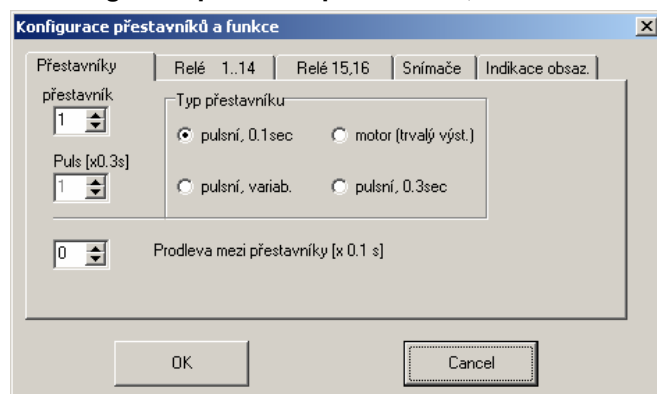 Konfigurace přestavníků a funkce
Přestavníky
Relé 1..14
Relé 15,16
Snímače
Indikace obsaz.
přestavník
1
Typ přestavníku
pulsní, 0.1sec
motor (trvalý výst.)
Puls [x0.3s]
1
pulsní, variab.
pulsní, 0.3sec
0
Prodleva mezi přestavníky [x 0.1 s]
OK
Cancel